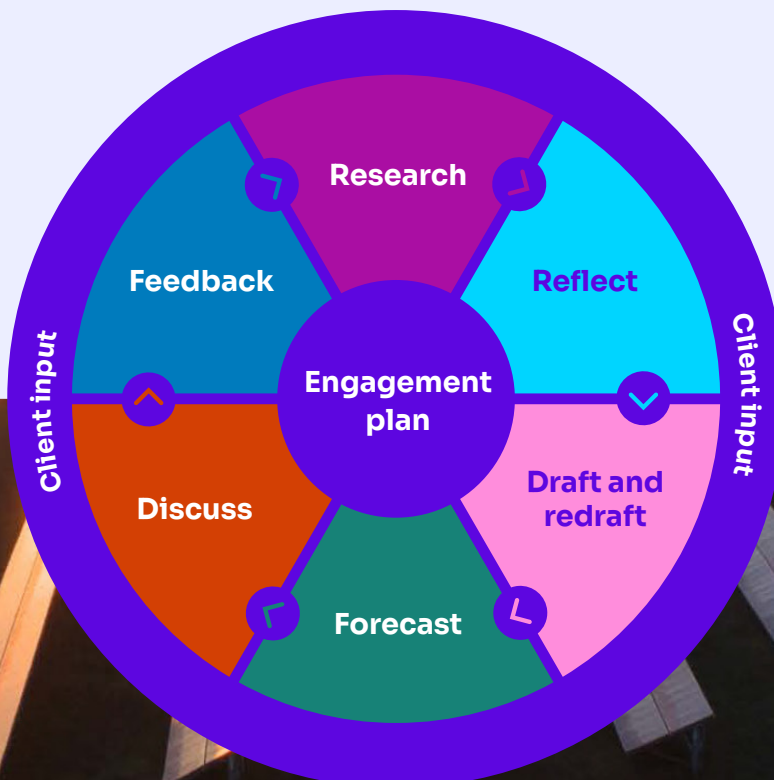 Research
Reflect
Draft and
redraft
Forecast
Discuss
Feedback
Engagement
plan
Client input
Client input